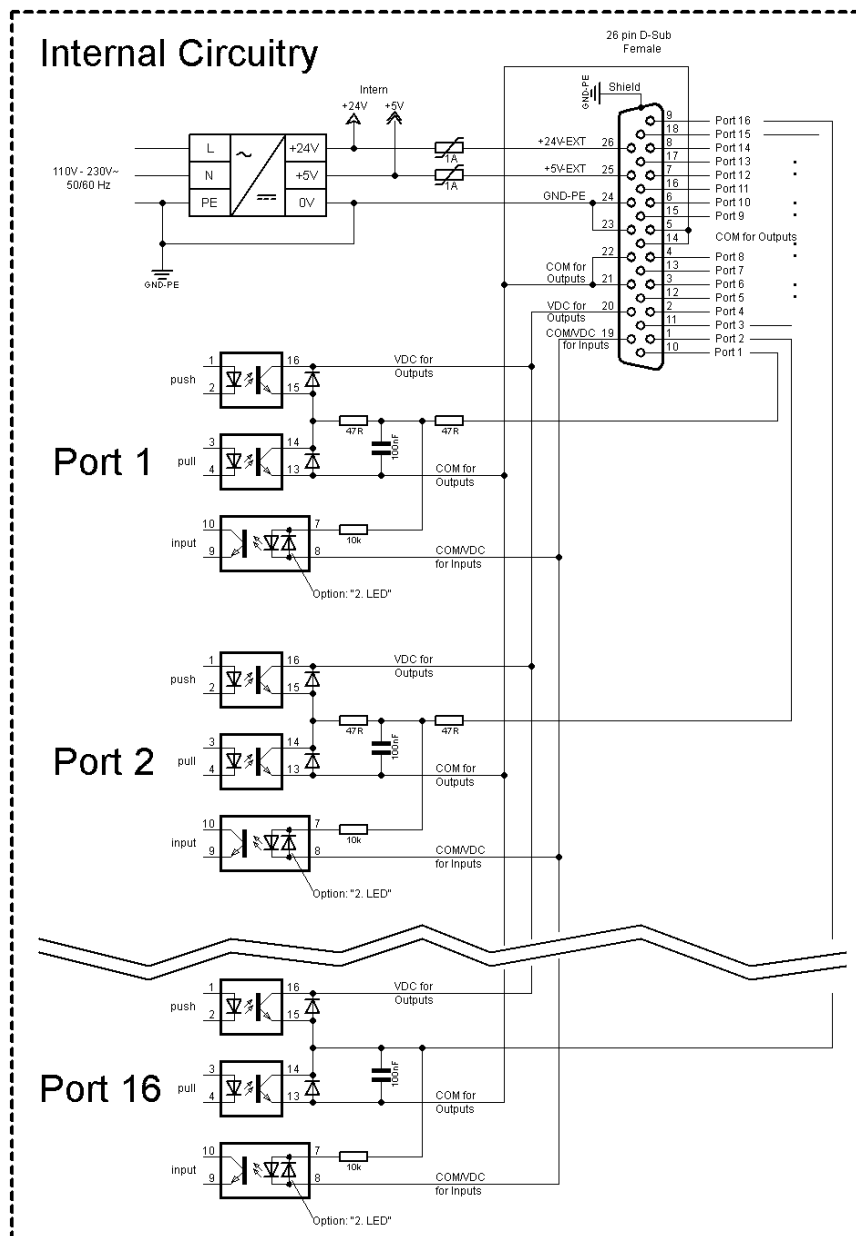 Internal Circuitry
26 pin D-Sub
Female
GND-PE
Shield
Intern
+24V
+5V
110V - 230V~
50/60 Hz
L
N
PE
~
+24V
+5V
0V
1A
1A
GND-PE
+24V-EXT 26
+5V-EXT 25
GND-PE 24
23
22
COM for
Outputs
21
VDC for
Outputs
20
COM/VDC 19
for Inputs
9 Port 16
18 Port 15
8 Port 14
17 Port 13
7 Port 12
16 Port 11
6 Port 10
15 Port 9
5
14 COM for Outputs
4 Port 8
13 Port 7
3 Port 6
12 Port 5
2 Port 4
11 Port 3
1 Port 2
10 Port 1
Port 1
push
1
2
16
15
VDC for
Outputs
47R
100nF
47R
pull
3
4
14
13
COM for
Outputs
input
10
9
7
8
10k
COM/VDC
for Inputs
Option: "2. LED"
Port 2
push
1
2
16
15
VDC for
Outputs
47R
100nF
47R
pull
3
4
14
13
COM for
Outputs
input
10
9
7
8
10k
COM/VDC
for Inputs
Option: "2. LED"
Port 16
push
1
2
16
15
VDC for
Outputs
100nF
pull
3
4
14
13
COM for
Outputs
input
10
9
7
8
10k
COM/VDC
for Inputs
Option: "2. LED"